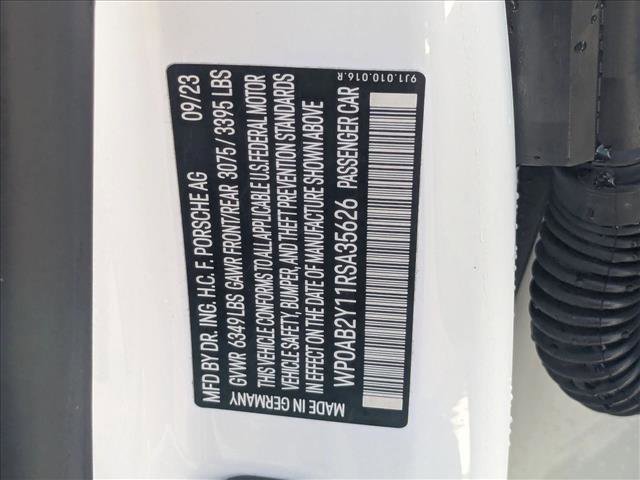 MFD BY DR. ING. H.C. F. PORSCHE AG 09/23
GVWR 6349 LBS GAWR FRONT/REAR 3075 / 3395 LBS
THIS VEHICLE CONFORMS TO ALL APPLICABLE U.S.FEDERAL MOTOR
VEHICLE SAFETY, BUMPER, AND THEFT PREVENTION STANDARDS
IN EFFECT ON THE DATE OF MANUFACTURE SHOWN ABOVE
WP0AB2Y11RSA35626 PASSENGER CAR
MADE IN GERMANY
9J1.010.016.R